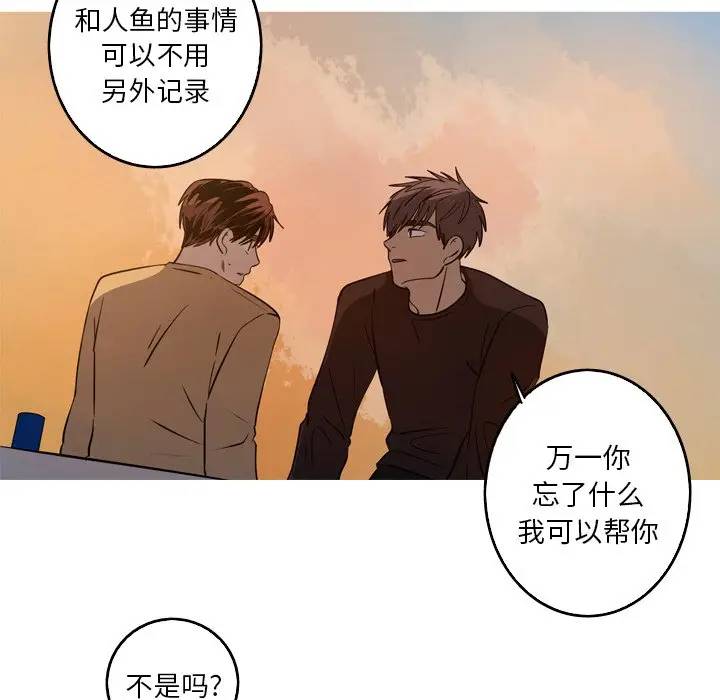 和人鱼的事情
可以不用
另外记录
万一你
忘了什么
我可以帮你
不是吗?